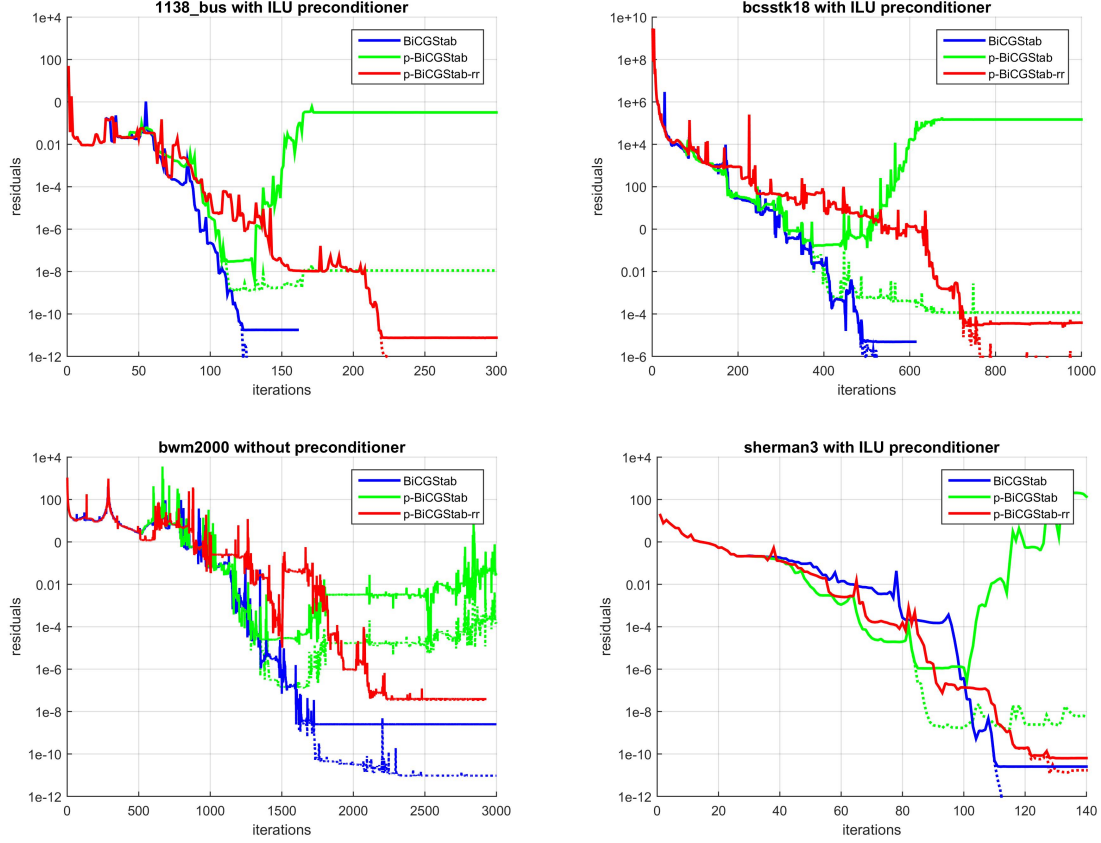 1138_bus with ILU preconditioner
1e+4
100
0
0.01
1e-4
1e-6
1e-8
1e-10
1e-12
residuals
0
50
100
150
200
250
300
iterations
BiCGStab
p-BiCGStab
p-BiCGStab-rr
bcsstk18 with ILU preconditioner
1e+10
1e+8
1e+6
1e+4
100
0
0.01
1e-4
1e-6
residuals
0
200
400
600
800
1000
iterations
BiCGStab
p-BiCGStab
p-BiCGStab-rr
bwm2000 without preconditioner
1e+4
100
0
0.01
1e-4
1e-6
1e-8
1e-10
1e-12
residuals
0
500
1000
1500
2000
2500
3000
iterations
BiCGStab
p-BiCGStab
p-BiCGStab-rr
sherman3 with ILU preconditioner
1e+4
100
0
0.01
1e-4
1e-6
1e-8
1e-10
1e-12
residuals
0
20
40
60
80
100
120
140
iterations
BiCGStab
p-BiCGStab
p-BiCGStab-rr